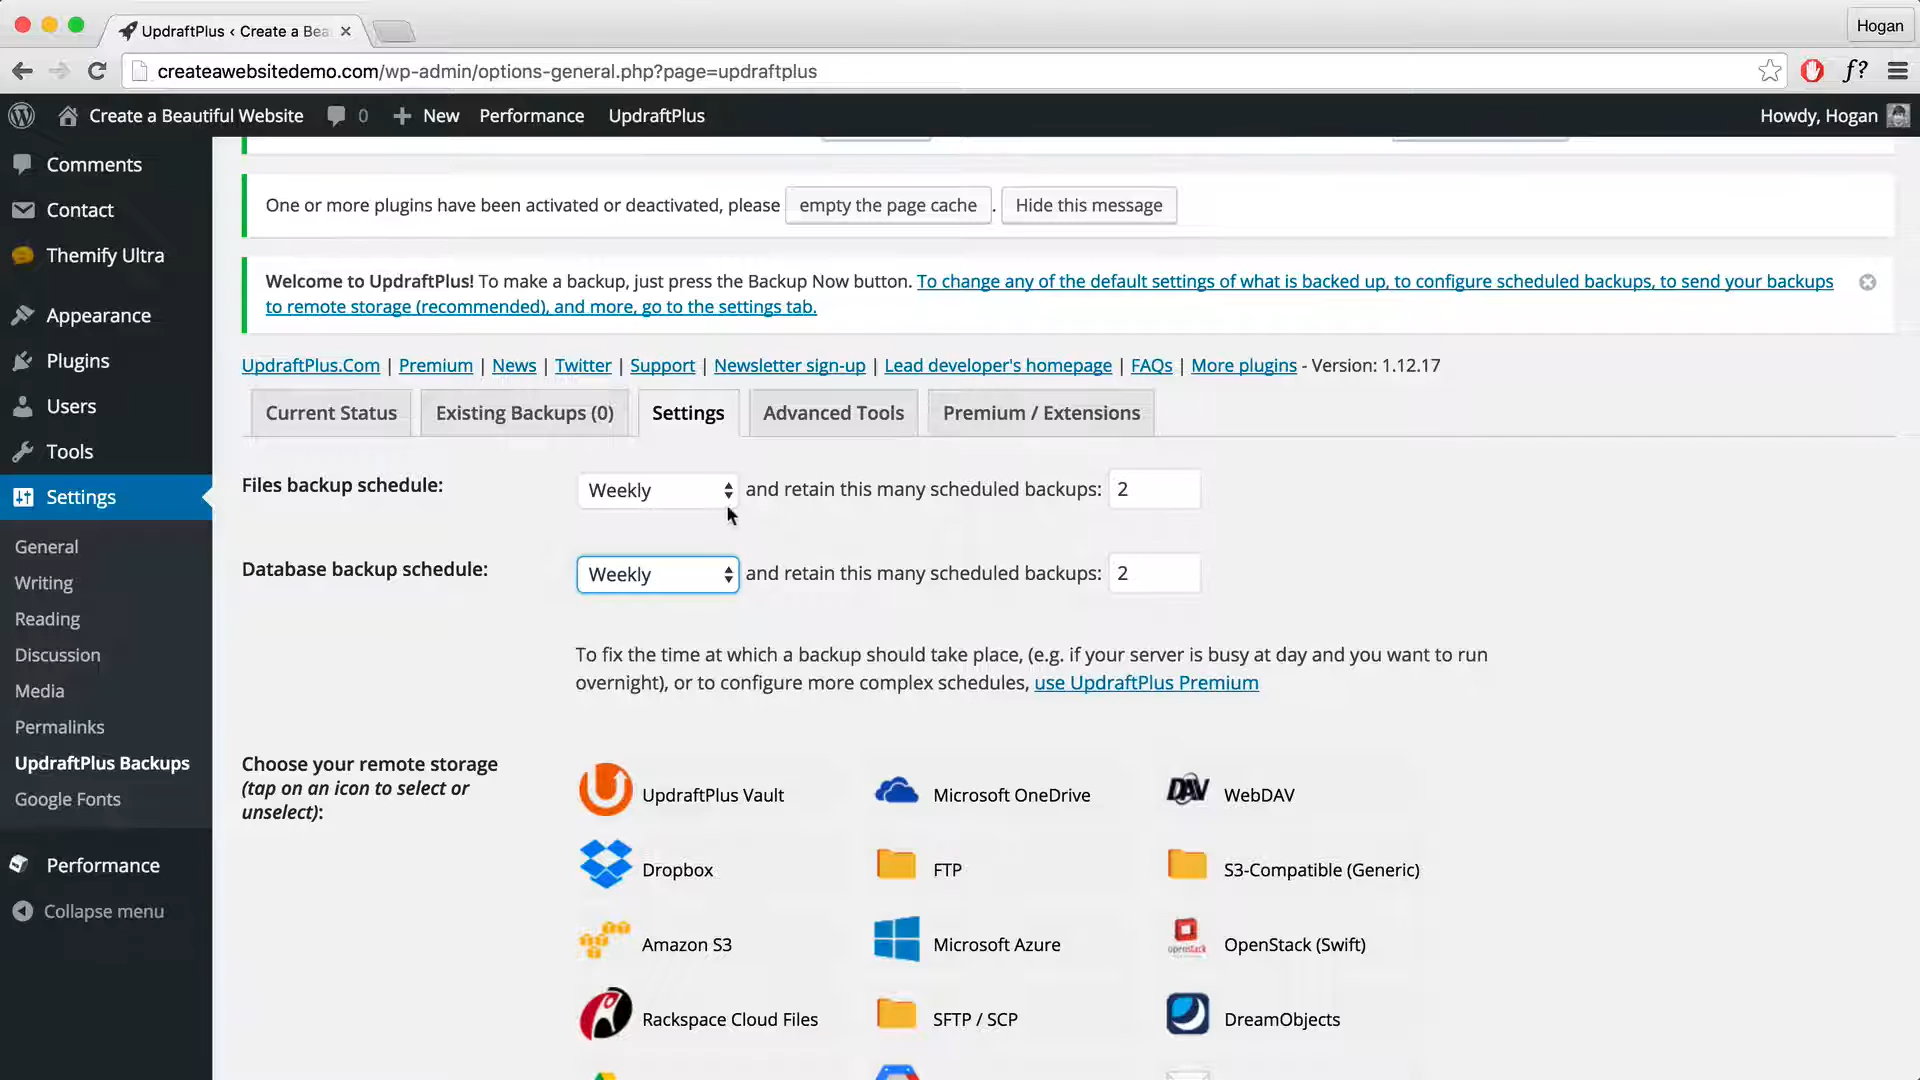 UpdraftPlus ‹ Create a Bea
Hogan
createawebsitedemo.com/wp-admin/options-general.php?page=updraftplus
f?
Create a Beautiful Website 0 New Performance UpdraftPlus
Howdy, Hogan
Comments
Contact
Themify Ultra
Appearance
Plugins
Users
Tools
Settings
General
Writing
Reading
Discussion
Media
Permalinks
UpdraftPlus Backups
Google Fonts
Performance
Collapse menu
One or more plugins have been activated or deactivated, please empty the page cache . Hide this message
Welcome to UpdraftPlus! To make a backup, just press the Backup Now button. To change any of the default settings of what is backed up, to configure scheduled backups, to send your backups
to remote storage (recommended), and more, go to the settings tab.
UpdraftPlus.Com | Premium | News | Twitter | Support | Newsletter sign-up | Lead developer's homepage | FAQs | More plugins - Version: 1.12.17
Current Status Existing Backups (0) Settings Advanced Tools Premium / Extensions
Files backup schedule: Weekly and retain this many scheduled backups: 2
Database backup schedule: Weekly and retain this many scheduled backups: 2
To fix the time at which a backup should take place, (e.g. if your server is busy at day and you want to run
overnight), or to configure more complex schedules, use UpdraftPlus Premium
Choose your remote storage
(tap on an icon to select or
unselect):
UpdraftPlus Vault Microsoft OneDrive DAV WebDAV
Dropbox FTP S3-Compatible (Generic)
Amazon S3 Microsoft Azure openstack OpenStack (Swift)
Rackspace Cloud Files SFTP / SCP DreamObjects